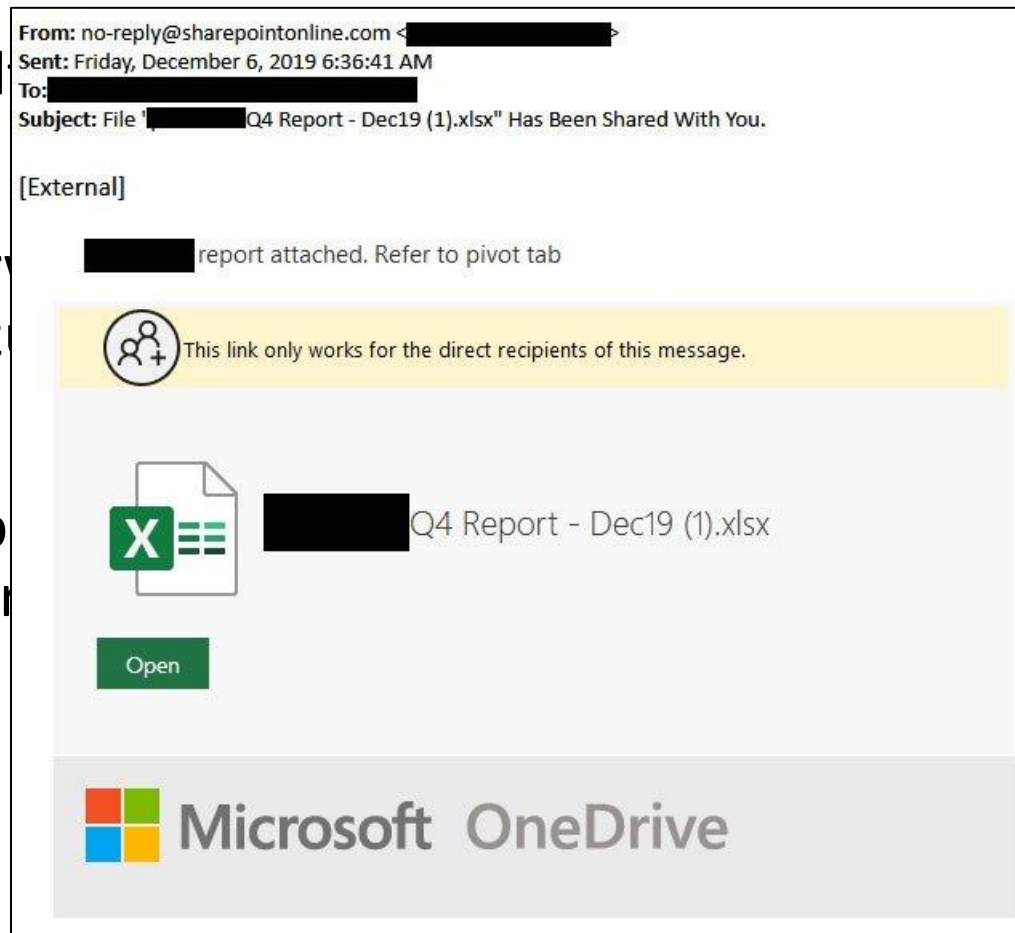 From: no-reply@sharepointonline.com < >
Sent: Friday, December 6, 2019 6:36:41 AM
To:
Subject: File " Q4 Report - Dec19 (1).xlsx" Has Been Shared With You.
[External]
report attached. Refer to pivot tab
This link only works for the direct recipients of this message.
X
Q4 Report - Dec19 (1).xlsx
Open
Microsoft OneDrive